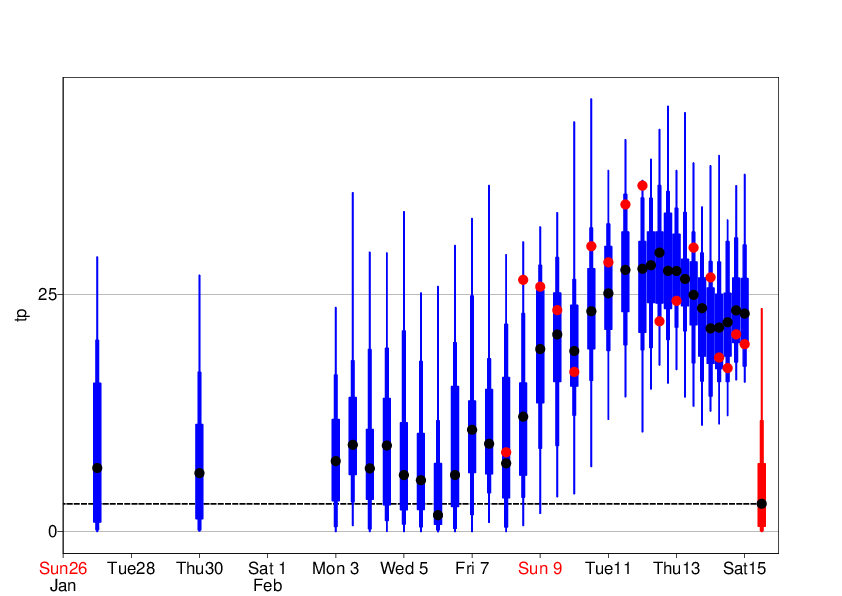 tp
25
0
Sun26 Tue28 Thu30 Sat 1 Mon 3 Wed 5 Fri 7 Sun 9 Tue11 Thu13 Sat15
Jan Feb